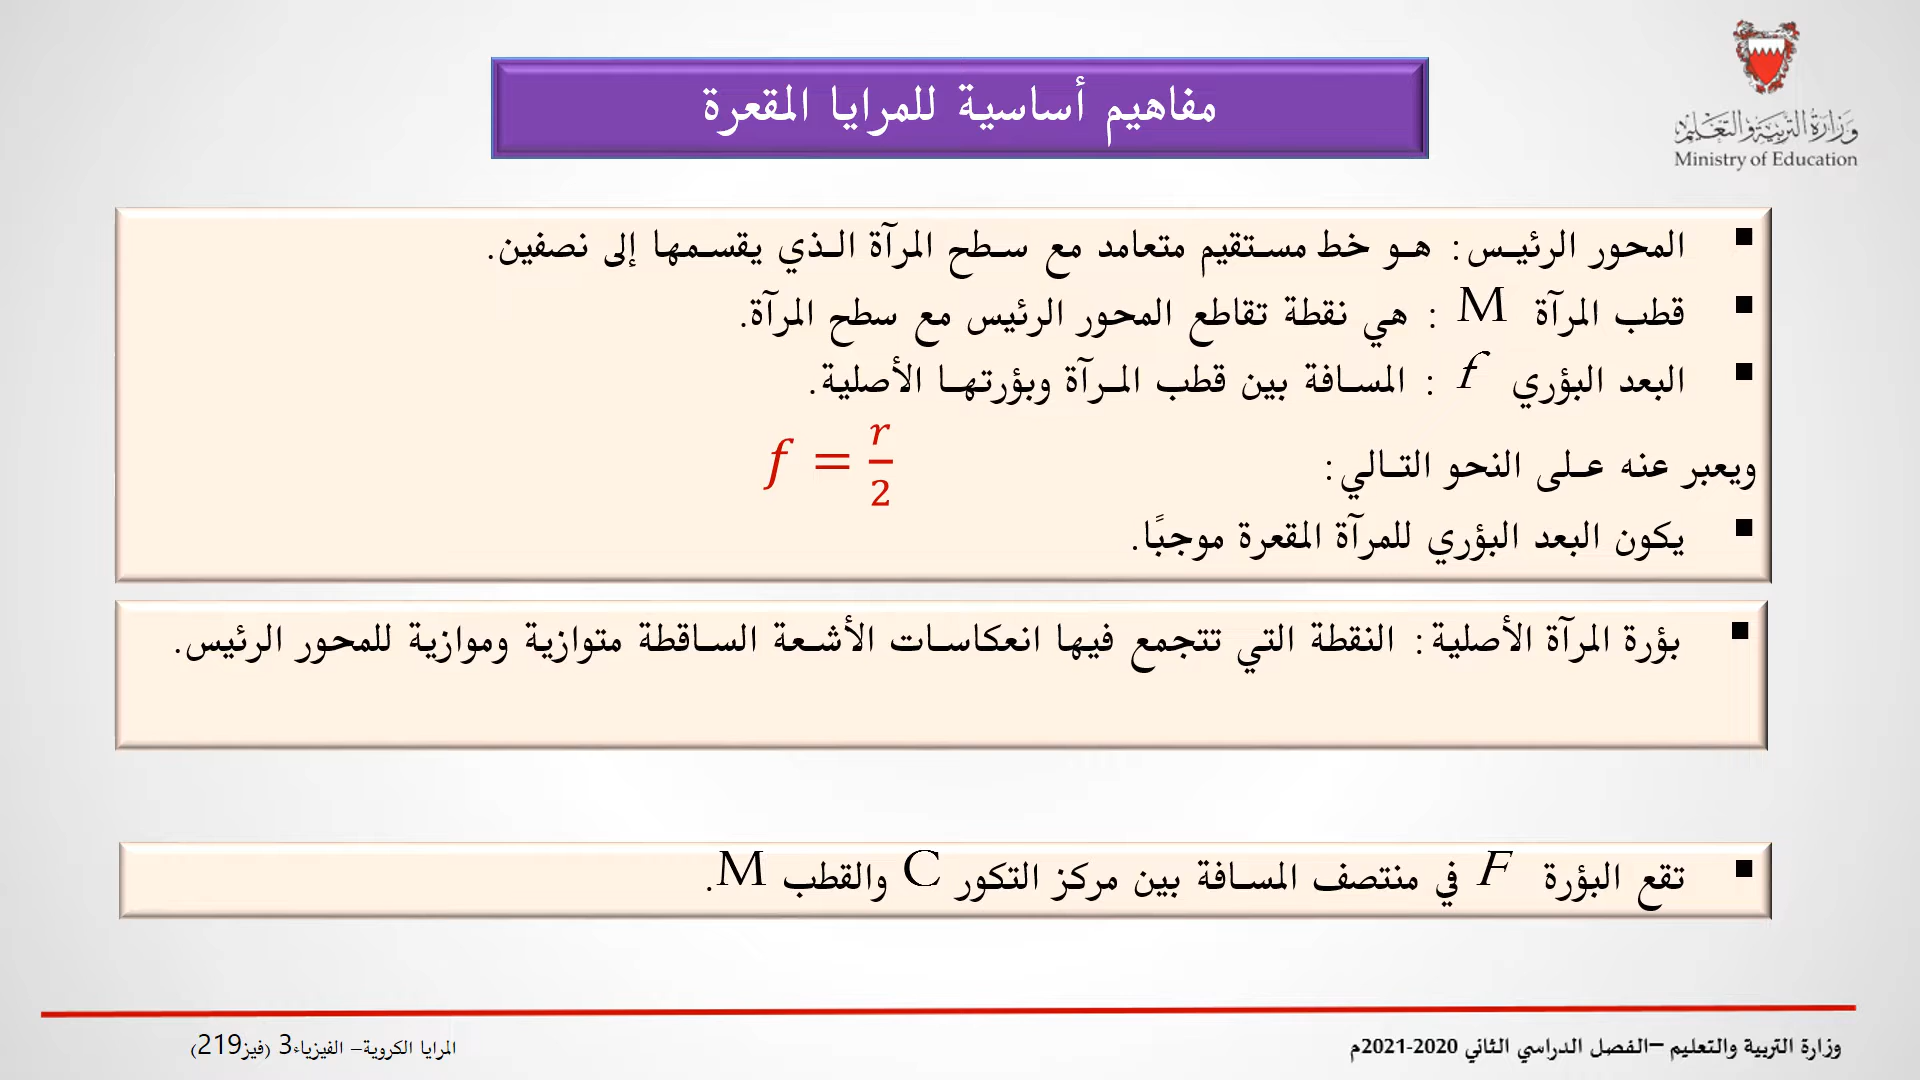 وزارة التربية والتعليم
Ministry of Education
مفاهيم أساسية للمرايا المقعرة
▪ المحور الرئيس: هو خط مستقيم متعامد مع سطح المرآة الذي يقسمها إلى نصفين.
▪ قطب المرآة M : هي نقطة تقاطع المحور الرئيس مع سطح المرآة.
▪ البعد البؤري f : المسافة بين قطب المرآة وبؤرتها الأصلية.
ويعبر عنه على النحو التالي: f = r/2
▪ يكون البعد البؤري للمرآة المقعرة موجبًا.
▪ بؤرة المرآة الأصلية: النقطة التي تتجمع فيها انعكاسات الأشعة الساقطة متوازية وموازية للمحور الرئيس.
▪ تقع البؤرة F في منتصف المسافة بين مركز التكور C والقطب M.
وزارة التربية والتعليم –الفصل الدراسي الثاني 2020-2021م
المرايا الكروية– الفيزياء3 (فيز219)